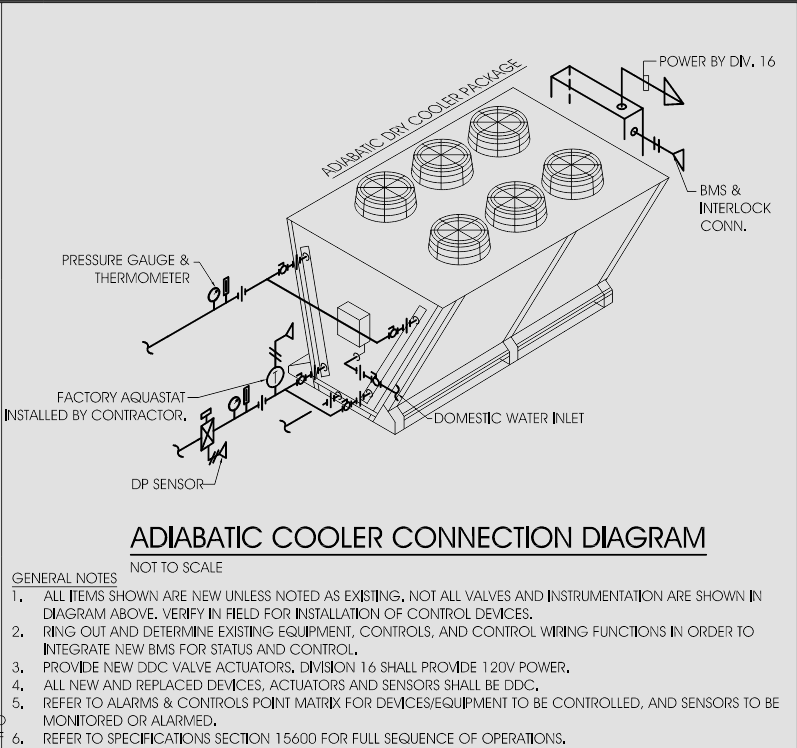 POWER BY DIV. 16
ADIABATIC DRY COOLER PACKAGE
BMS &
INTERLOCK
CONN.
PRESSURE GAUGE &
THERMOMETER
T
FACTORY AQUASTAT
INSTALLED BY CONTRACTOR.
DOMESTIC WATER INLET
DP SENSOR
ADIABATIC COOLER CONNECTION DIAGRAM
NOT TO SCALE
GENERAL NOTES
1. ALL ITEMS SHOWN ARE NEW UNLESS NOTED AS EXISTING. NOT ALL VALVES AND INSTRUMENTATION ARE SHOWN IN
DIAGRAM ABOVE. VERIFY IN FIELD FOR INSTALLATION OF CONTROL DEVICES.
2. RING OUT AND DETERMINE EXISTING EQUIPMENT, CONTROLS, AND CONTROL WIRING FUNCTIONS IN ORDER TO
INTEGRATE NEW BMS FOR STATUS AND CONTROL.
3. PROVIDE NEW DDC VALVE ACTUATORS. DIVISION 16 SHALL PROVIDE 120V POWER.
4. ALL NEW AND REPLACED DEVICES, ACTUATORS AND SENSORS SHALL BE DDC.
5. REFER TO ALARMS & CONTROLS POINT MATRIX FOR DEVICES/EQUIPMENT TO BE CONTROLLED, AND SENSORS TO BE
MONITORED OR ALARMED.
6. REFER TO SPECIFICATIONS SECTION 15600 FOR FULL SEQUENCE OF OPERATIONS.